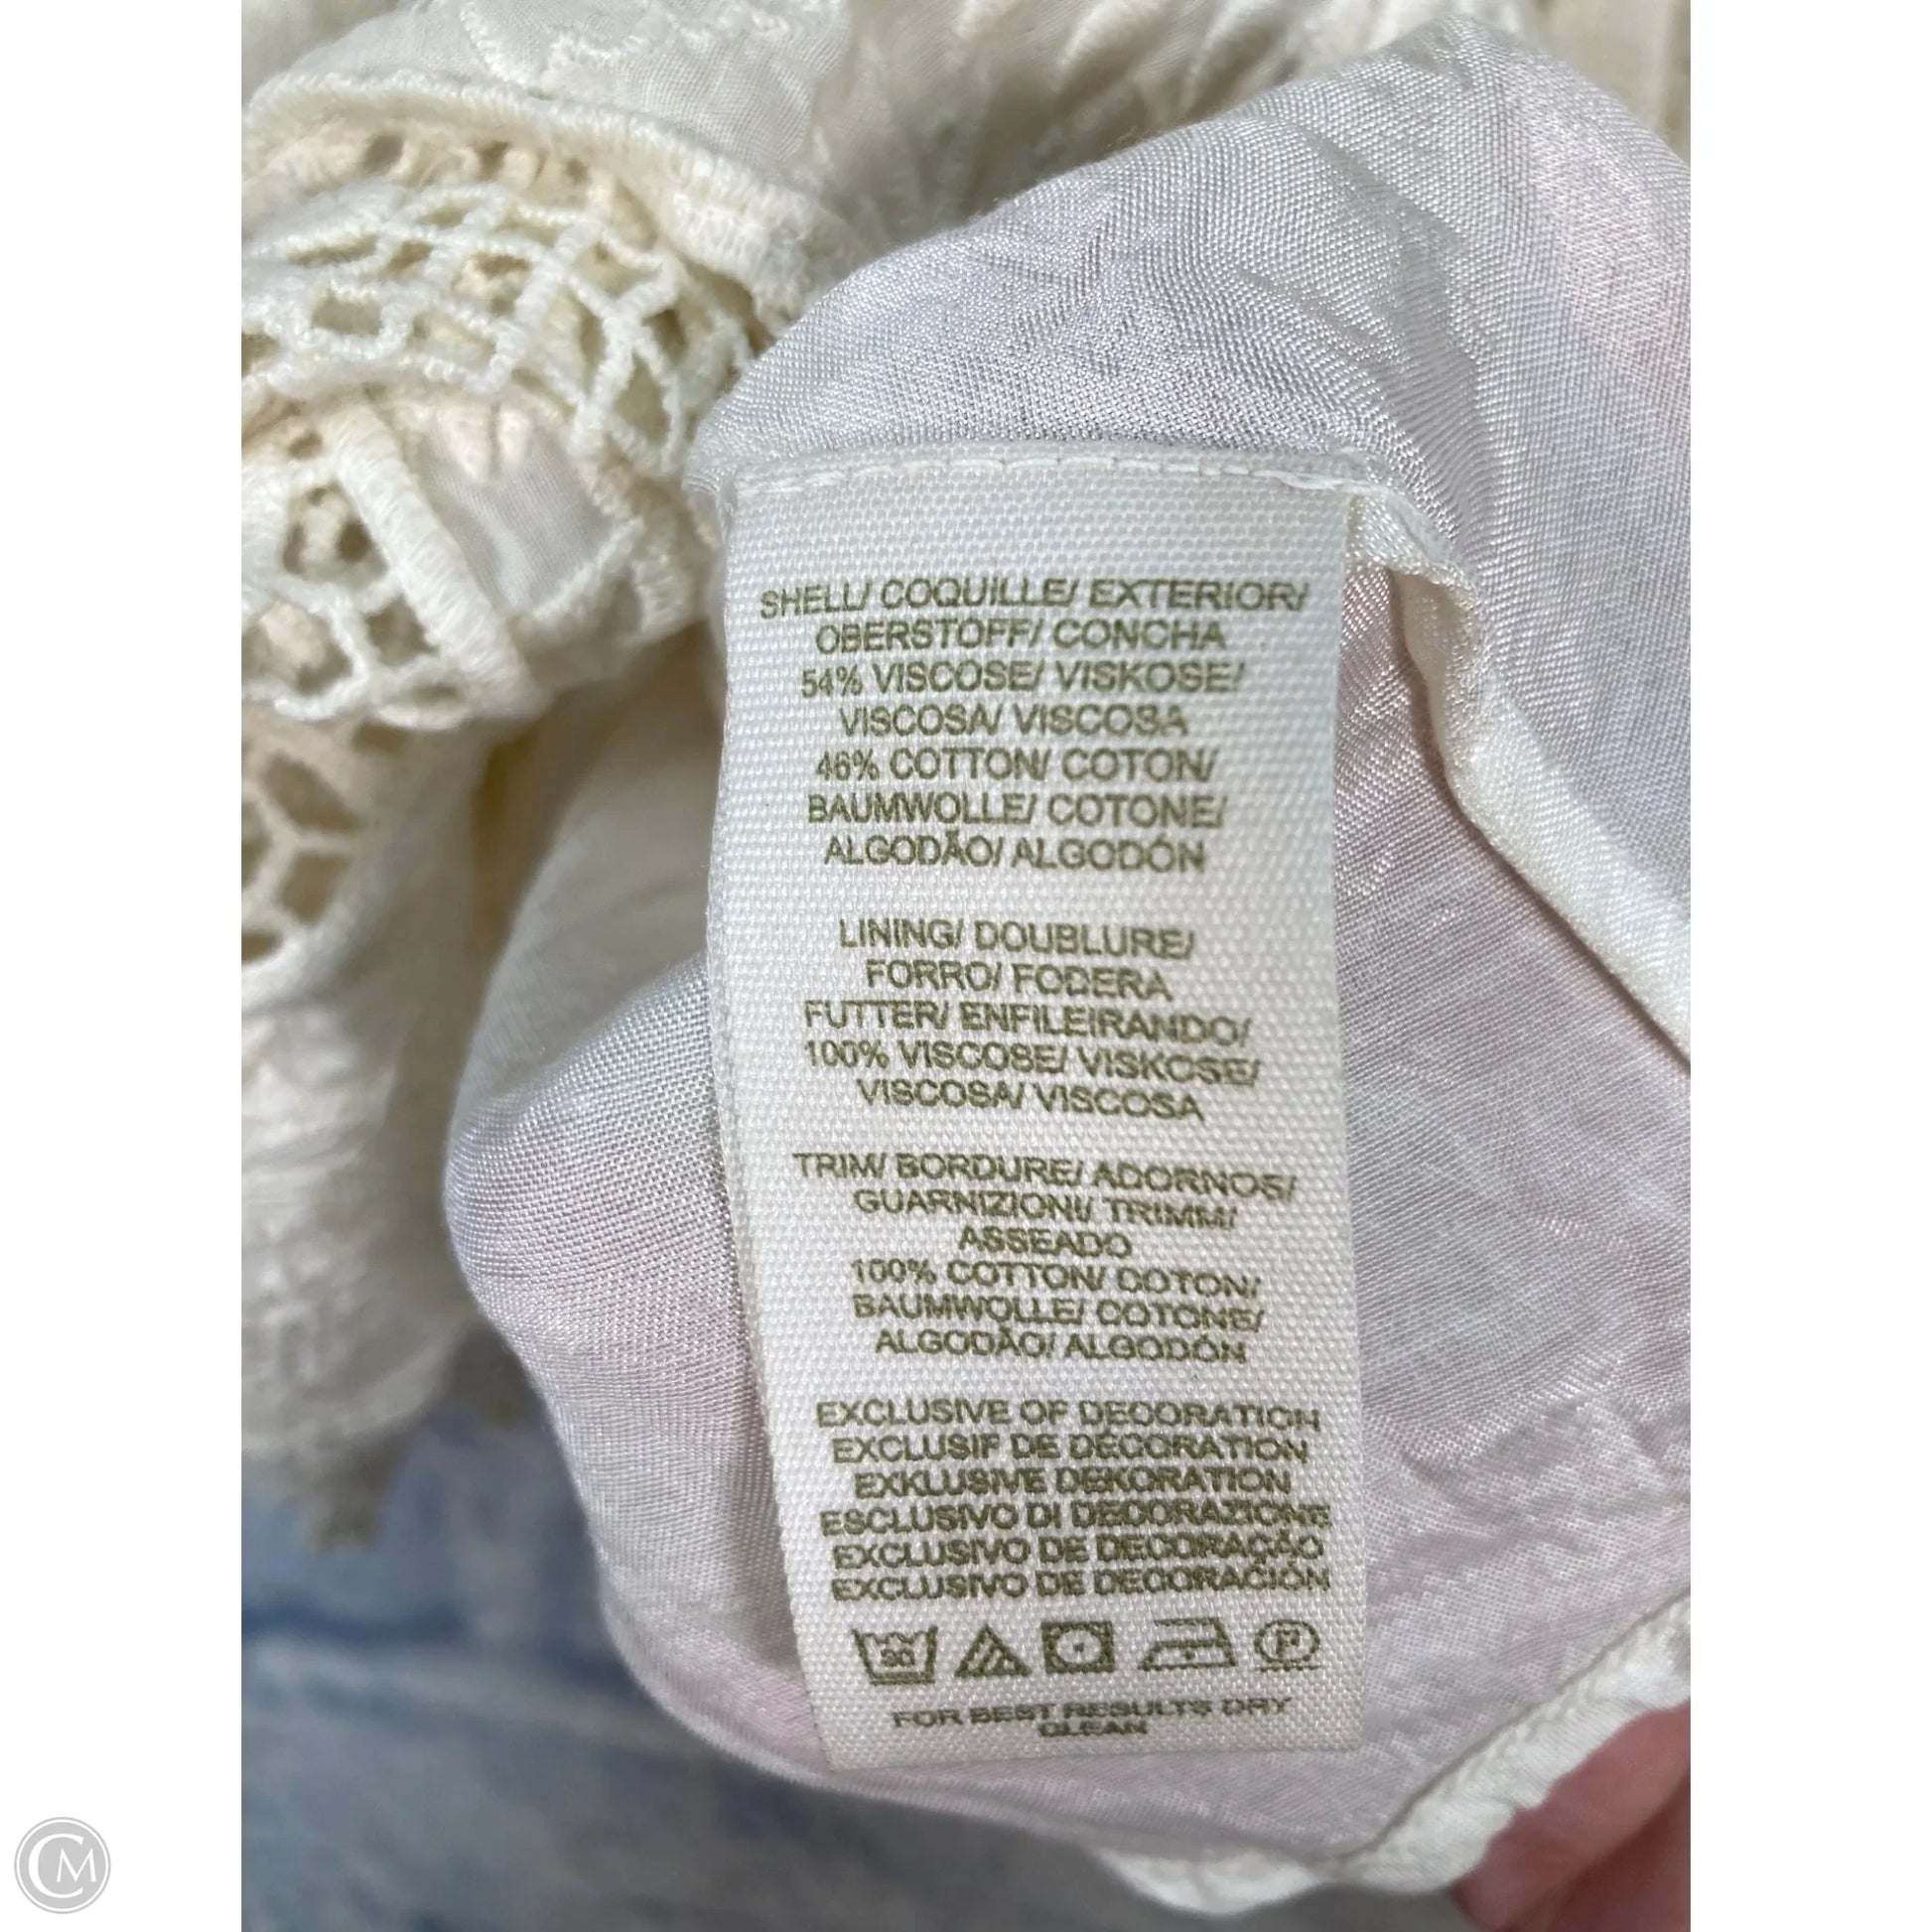 SHELL/ COQUILLE/ EXTERIOR/
OBERSTOFF/ CONCHA
54% VISCOSE/ VISKOSE/
VISCOSA/ VISCOSA
46% COTTON/ COTON/
BAUMWOLLE/ COTONE/
ALGODÃO/ ALGODÓN
LINING/ DOUBLURE/
FORRO/ FODERA
FUTTER/ ENFILEIRANDO/
100% VISCOSE/ VISKOSE/
VISCOSA/ VISCOSA
TRIM/ BORDURE/ ADORNOS/
GUARNIZIONI/ TRIMM/
ASSEADO
100% COTTON/ COTON/
BAUMWOLLE/ COTONE/
ALGODÃO/ ALGODÓN
EXCLUSIVE OF DECORATION
EXCLUSIF DE DÉCORATION
EXKLUSIVE DEKORATION
ESCLUSIVO DI DECORAZIONE
EXCLUSIVO DE DECORAÇÃO
EXCLUSIVO DE DECORACIÓN
30 P
FOR BEST RESULTS DRY
CLEAN
CM